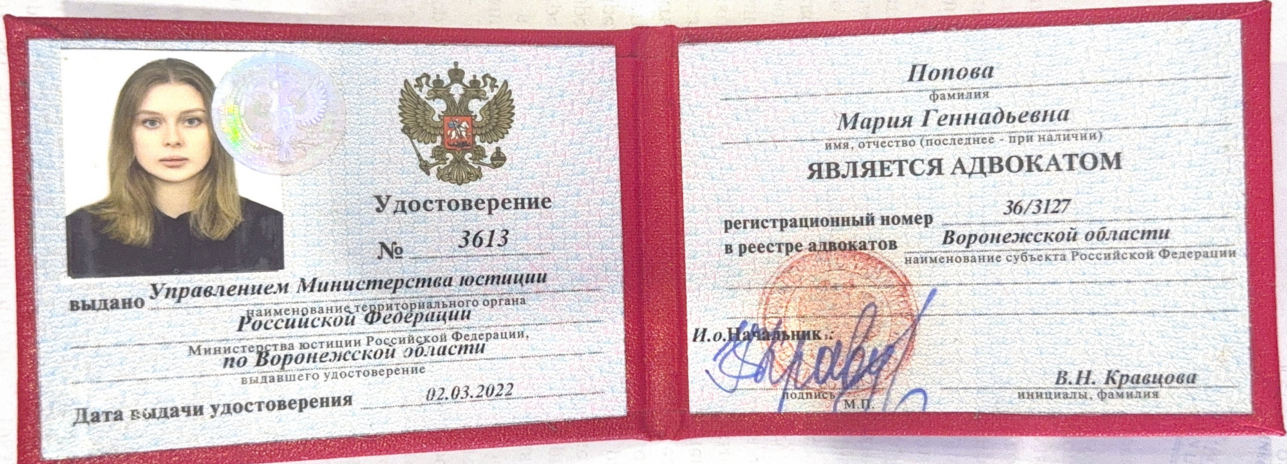 Удостоверение
№ 3613
выдано Управлением Министерства юстиции
наименование территориального органа
Российской Федерации
Министерства юстиции Российской Федерации,
по Воронежской области
выдавшего удостоверение
Дата выдачи удостоверения 02.03.2022
Попова
фамилия
Мария Геннадьевна
имя, отчество (последнее - при наличии)
ЯВЛЯЕТСЯ АДВОКАТОМ
регистрационный номер 36/3127
в реестре адвокатов Воронежской области
наименование субъекта Российской Федерации
И.о.Начальник
В.Н. Кравцова
подпись
инициалы, фамилия
М.П.